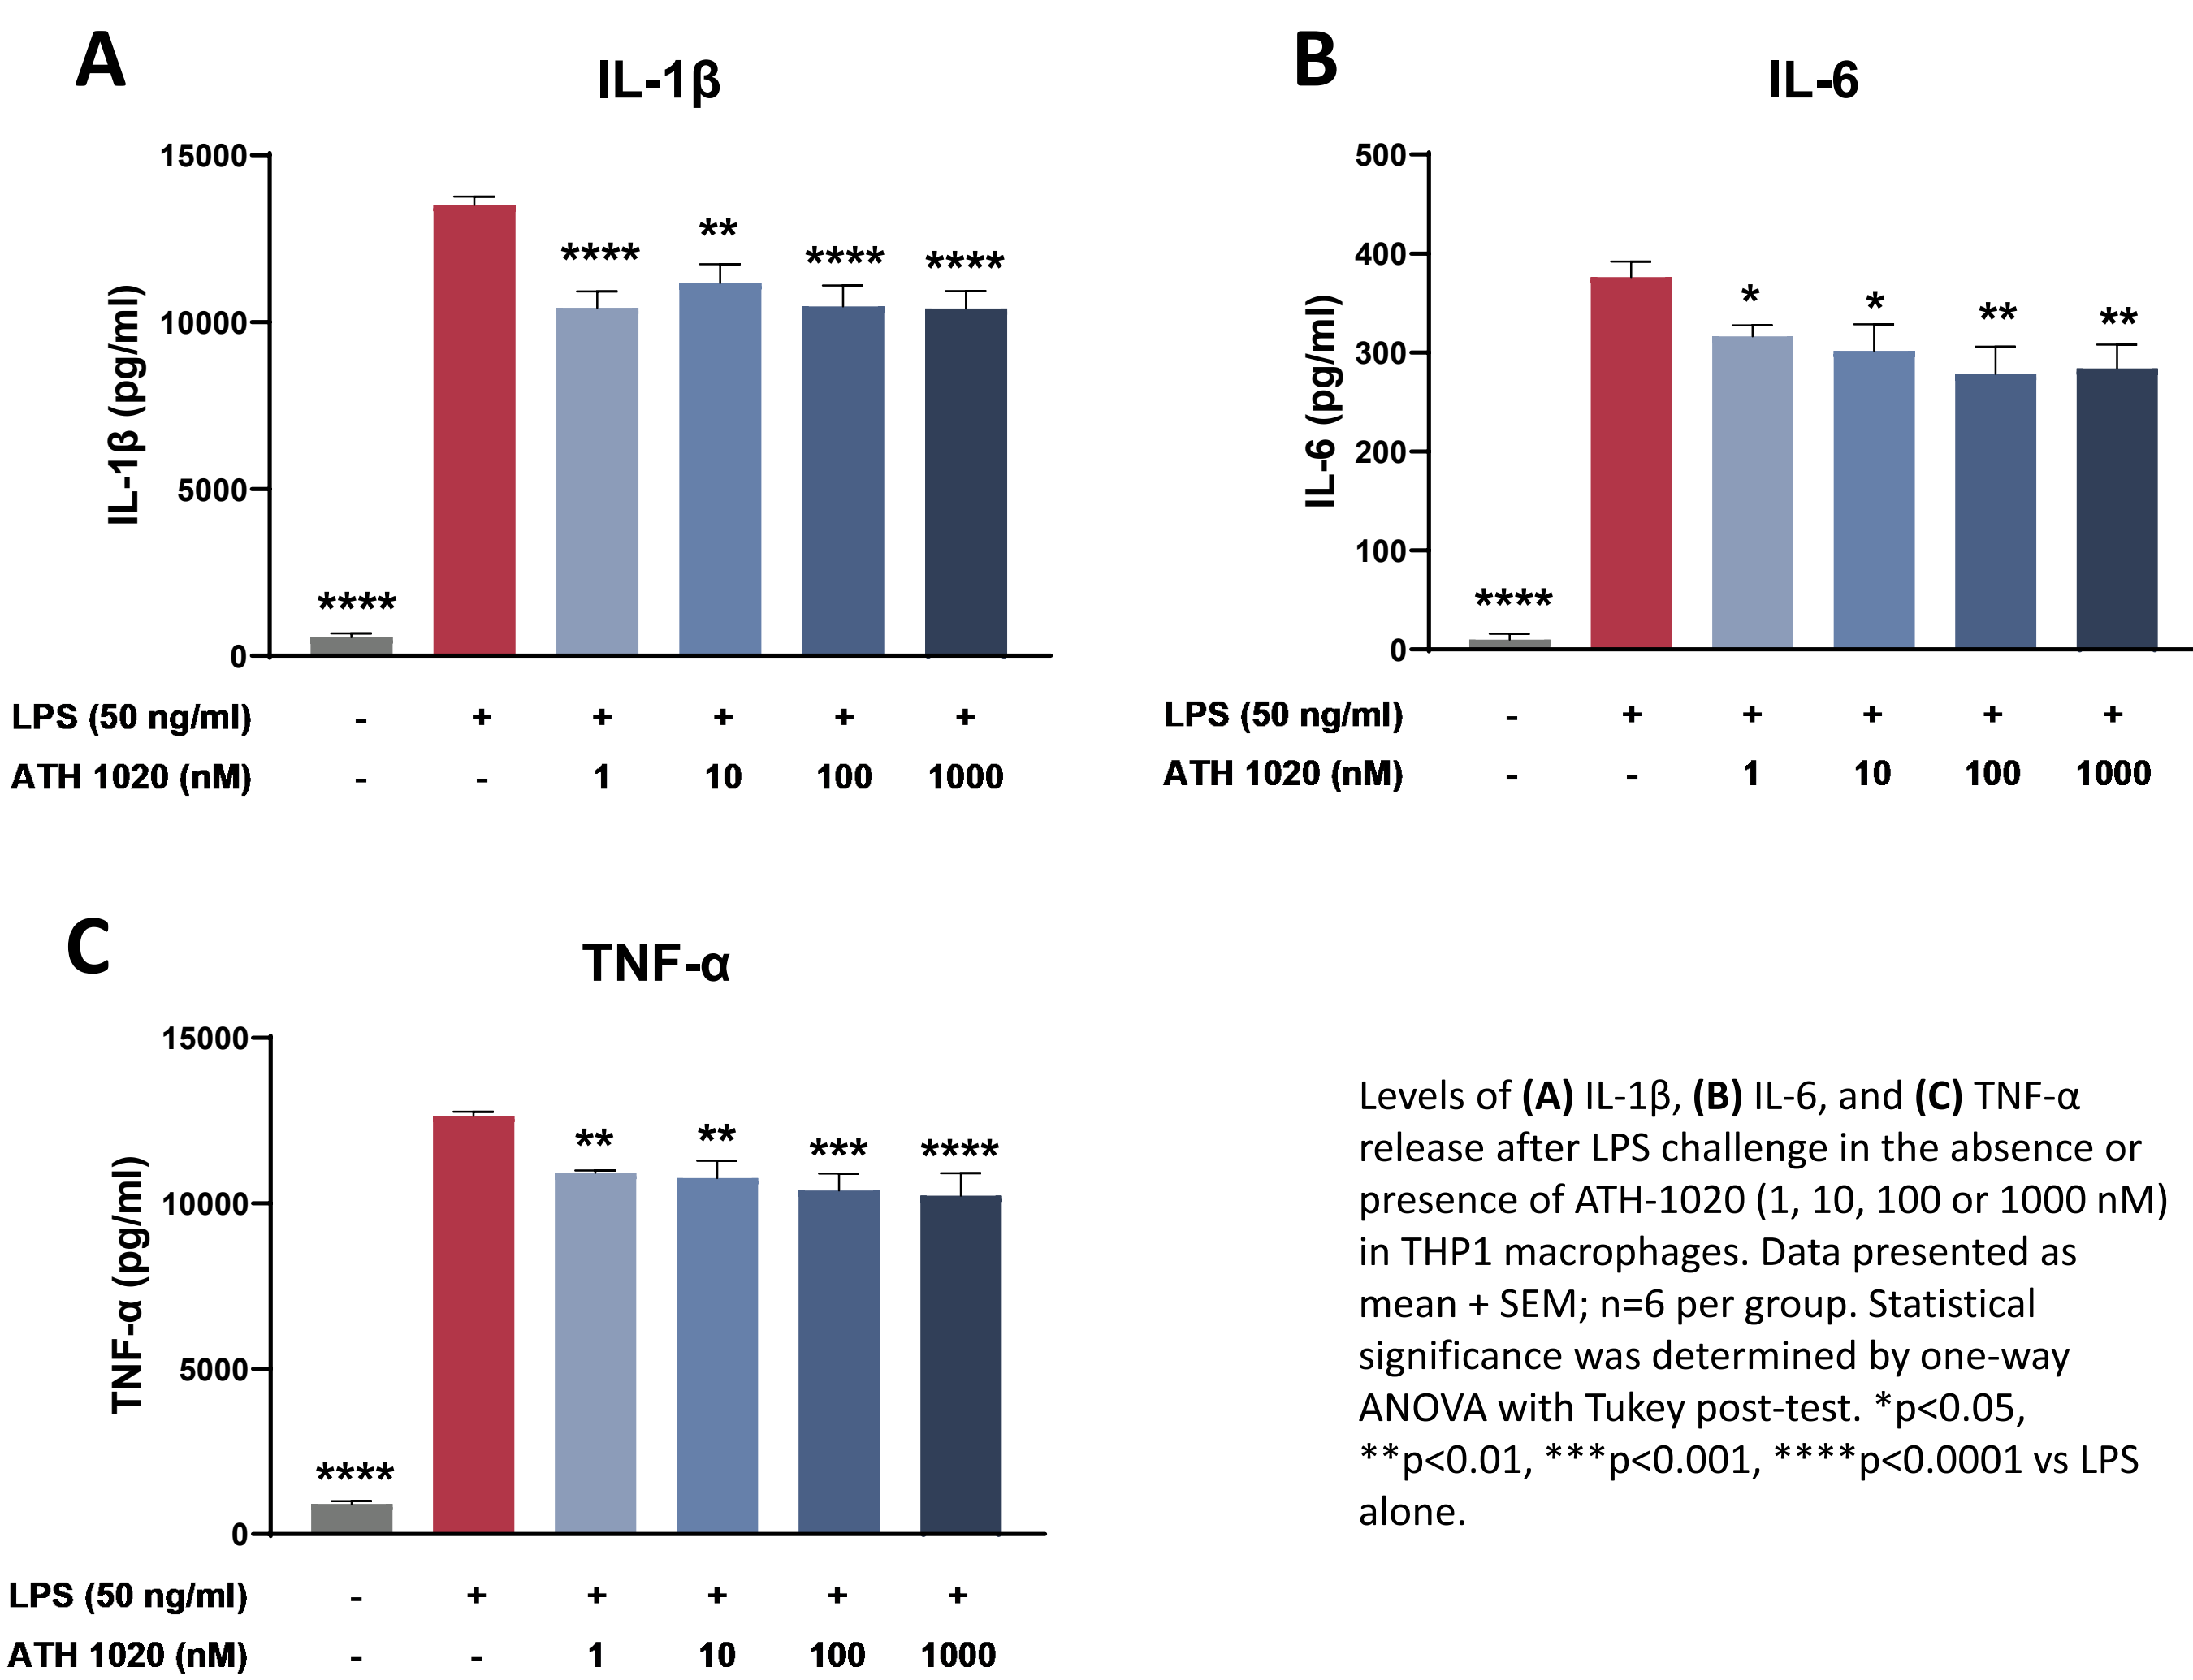 A
IL-1β
15000
10000
5000
0
IL-1β (pg/ml)
****
****
**
****
****
LPS (50 ng/ml) - + + + + +
ATH 1020 (nM) - - 1 10 100 1000
B
IL-6
500
400
300
200
100
0
IL-6 (pg/ml)
****
*
*
**
**
LPS (50 ng/ml) - + + + + +
ATH 1020 (nM) - - 1 10 100 1000
C
TNF-α
15000
10000
5000
0
TNF-α (pg/ml)
****
**
**
***
****
LPS (50 ng/ml) - + + + + +
ATH 1020 (nM) - - 1 10 100 1000
Levels of (A) IL-1β, (B) IL-6, and (C) TNF-α
release after LPS challenge in the absence or
presence of ATH-1020 (1, 10, 100 or 1000 nM)
in THP1 macrophages. Data presented as
mean + SEM; n=6 per group. Statistical
significance was determined by one-way
ANOVA with Tukey post-test. *p<0.05,
**p<0.01, ***p<0.001, ****p<0.0001 vs LPS
alone.